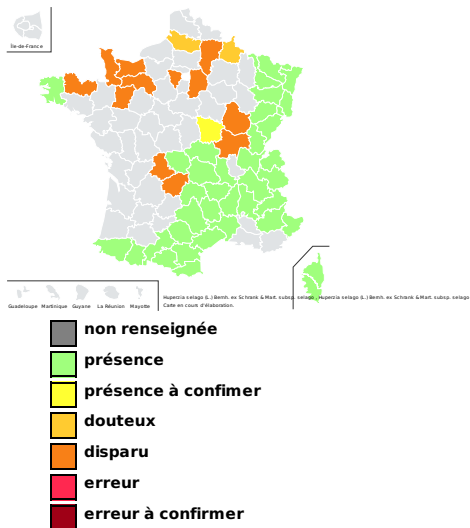 Île-de-France
Guadeloupe Martinique Guyane La Réunion Mayotte
Huperzia selago (L.) Bernh. ex Schrank & Mart. subsp. selago , Huperzia selago (L.) Bernh. ex Schrank & Mart. subsp. selago
Carte en cours d'élaboration.
non renseignée
présence
présence à confimer
douteux
disparu
erreur
erreur à confirmer